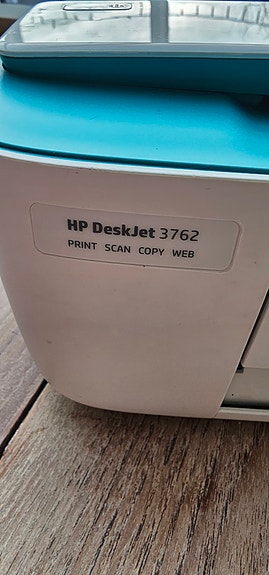 HP DeskJet 3762
PRINT SCAN COPY WEB